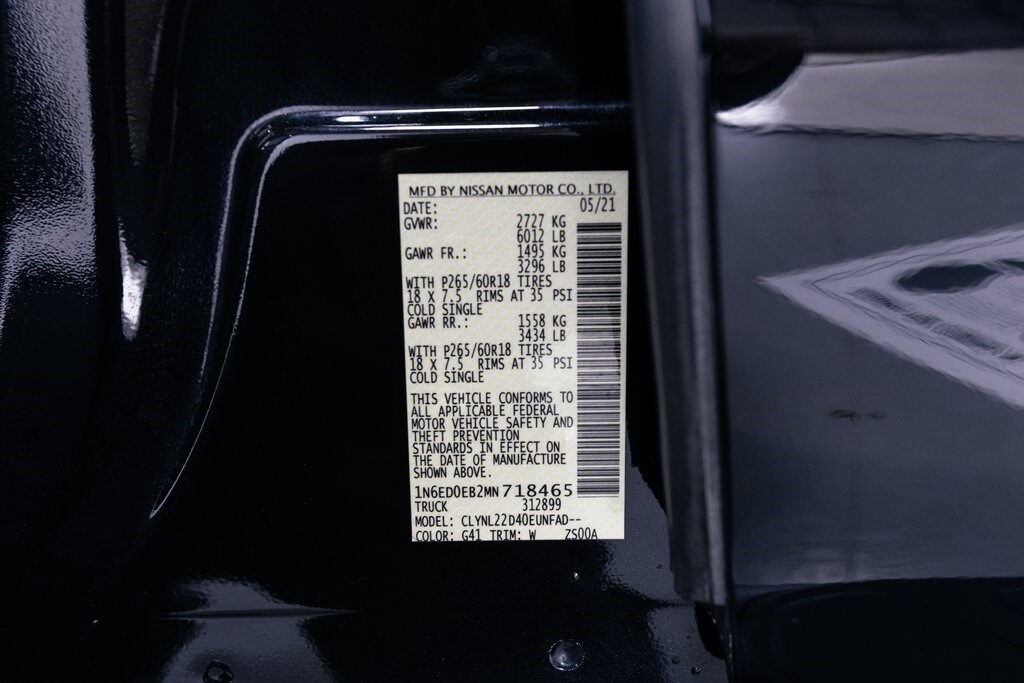 MFD BY NISSAN MOTOR CO., LTD.
DATE: 05/21
GVWR: 2727 KG
6012 LB
GAWR FR.: 1495 KG
3296 LB
WITH P265/60R18 TIRES
18 X 7.5 RIMS AT 35 PSI
COLD SINGLE
GAWR RR.: 1558 KG
3434 LB
WITH P265/60R18 TIRES
18 X 7.5 RIMS AT 35 PSI
COLD SINGLE
THIS VEHICLE CONFORMS TO
ALL APPLICABLE FEDERAL
MOTOR VEHICLE SAFETY AND
THEFT PREVENTION
STANDARDS IN EFFECT ON
THE DATE OF MANUFACTURE
SHOWN ABOVE.
1N6ED0EB2MN718465
TRUCK 312899
MODEL: CLYNL22D40EUNFAD--
COLOR: G41 TRIM: W ZS00A